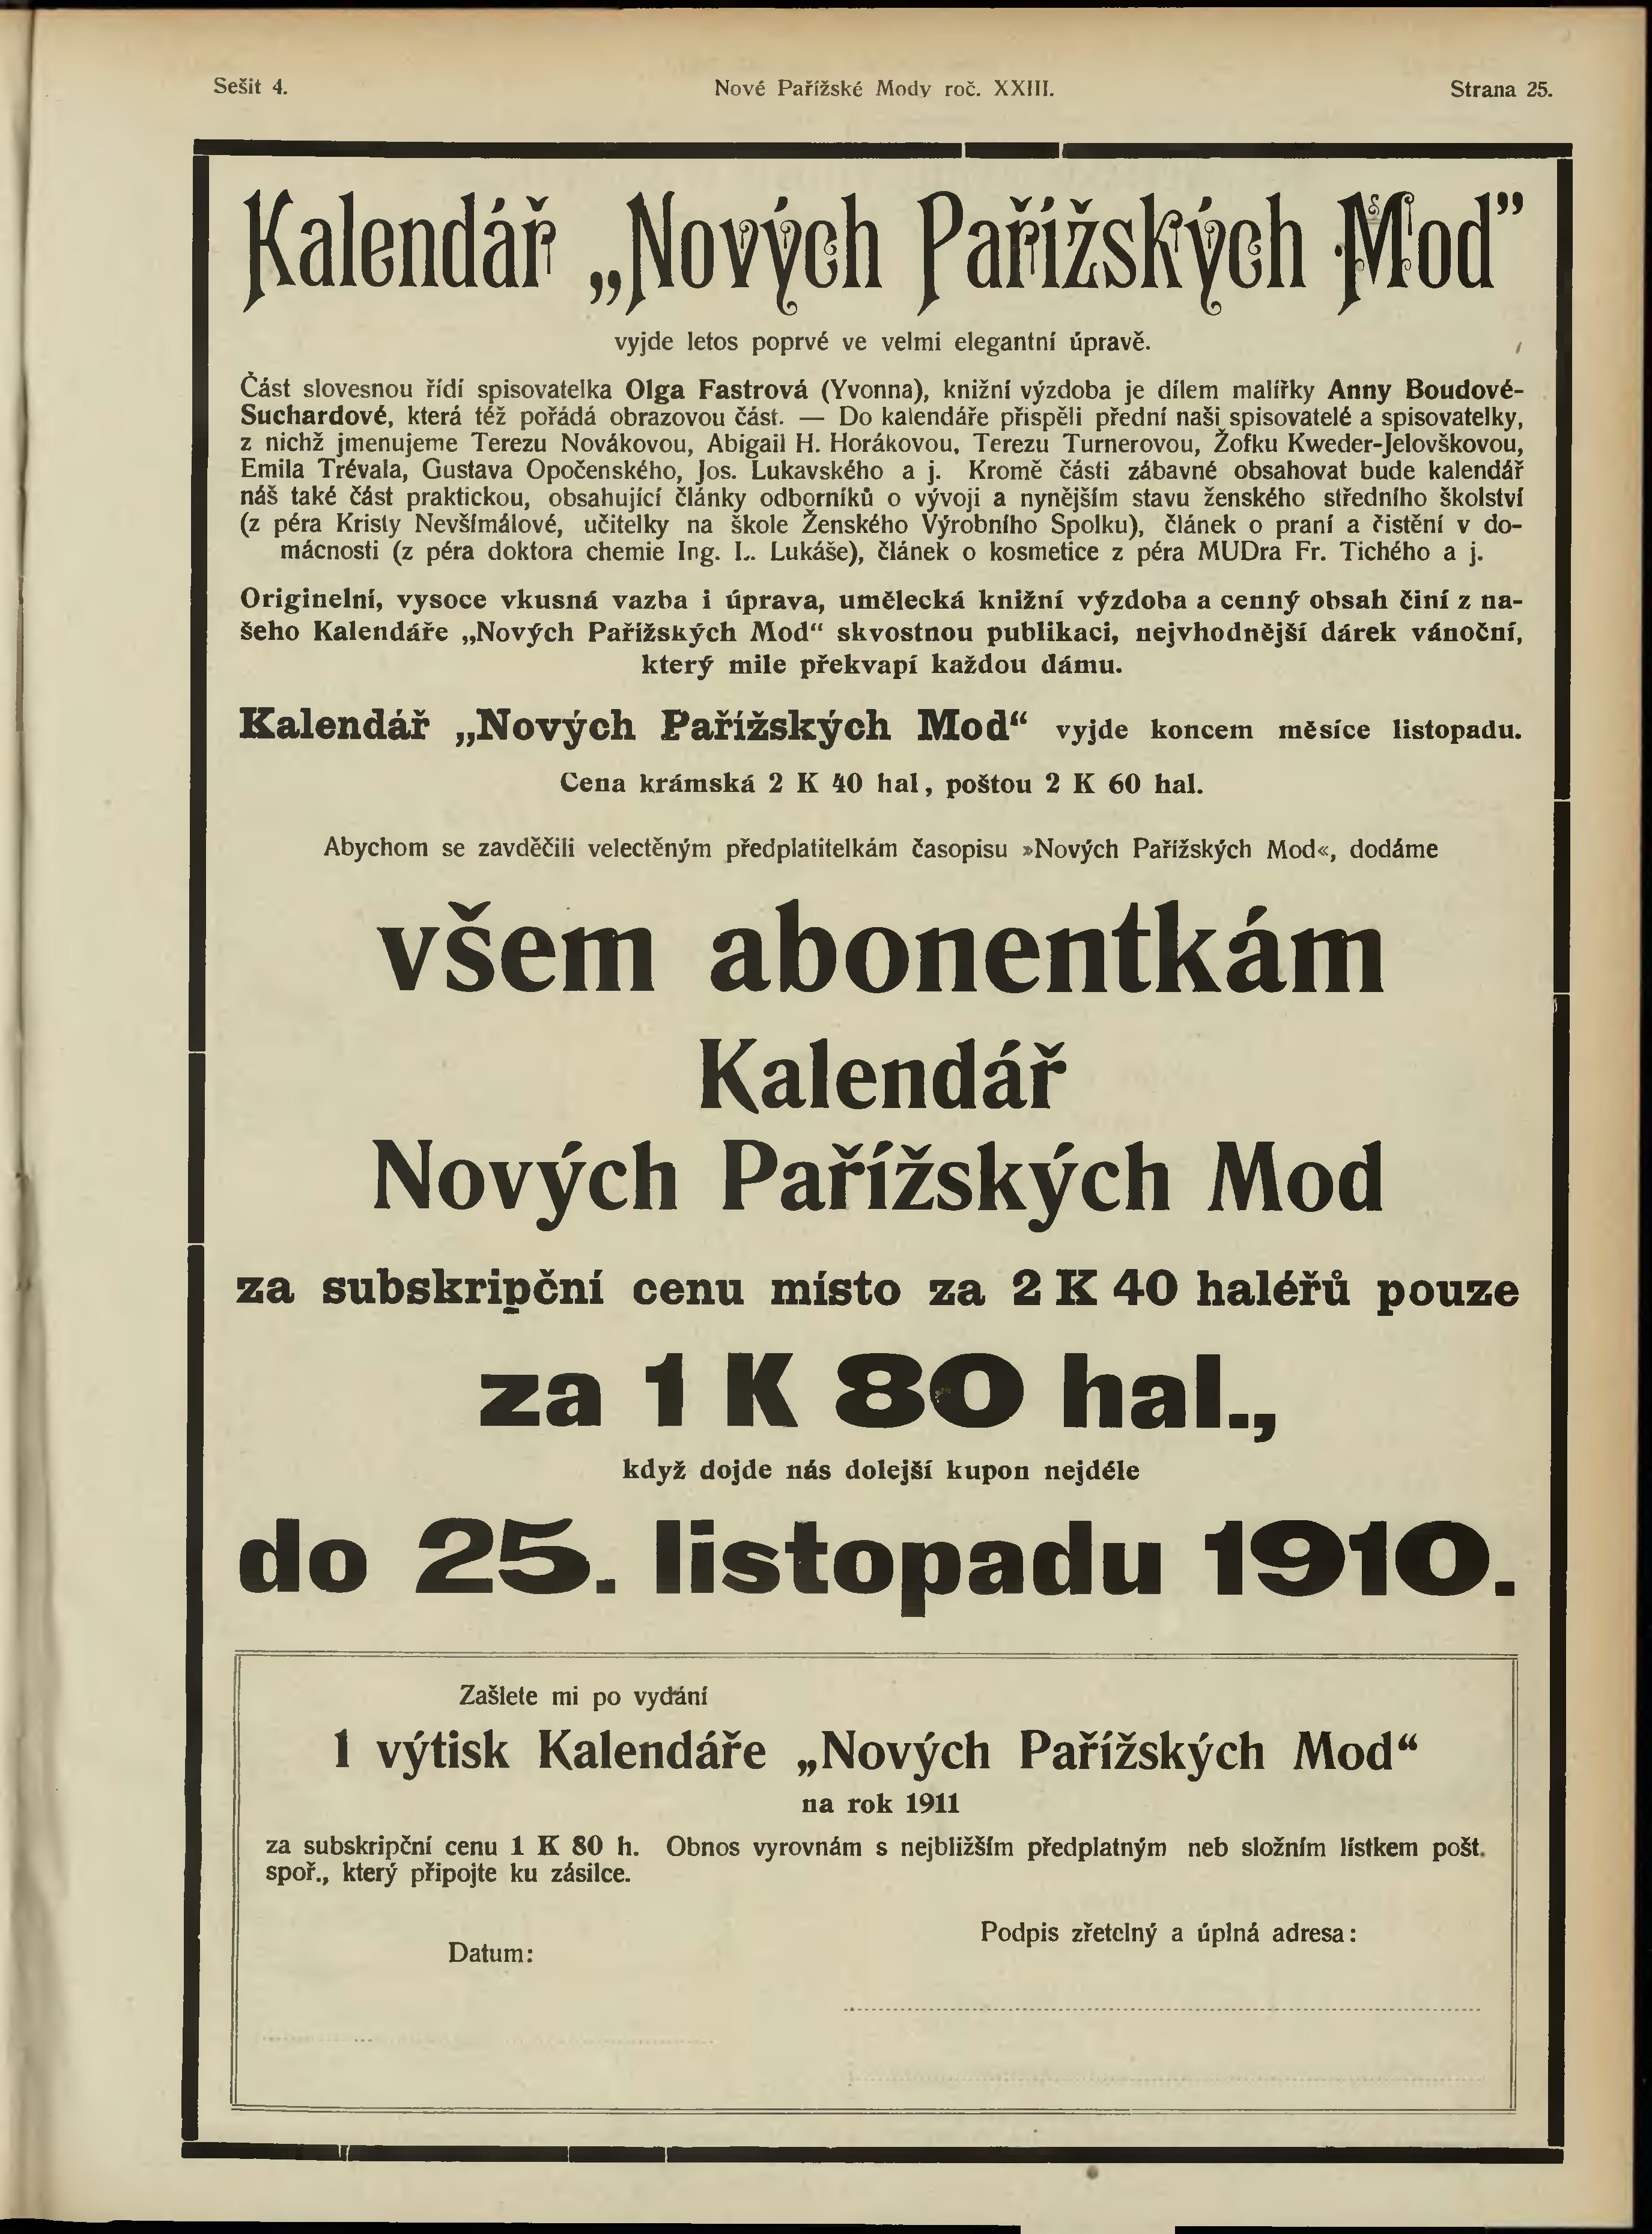 Sešit 4.
Nové Pařížské Mody roč. XXIII.
Strana 25.
Kalendář „Nových Pařížských Mod”
vyjde letos poprvé ve velmi elegantní úpravě.
Část slovesnou řídí spisovatelka Olga Fastrová (Yvonna), knižní výzdoba je dílem malířky Anny Boudové-
Suchardové, která též pořádá obrazovou část. — Do kalendáře přispěli přední naši spisovatelé a spisovatelky,
z nichž jmenujeme Terezu Novákovou, Abigail H. Horákovou, Terezu Turnerovou, Žofku Kweder-Jelovškovou,
Emila Trévala, Gustava Opočenského, Jos. Lukavského a j. Kromě části zábavné obsahovat bude kalendář
náš také část praktickou, obsahující články odborníků o vývoji a nynějším stavu ženského středního školství
(z péra Kristy Nevšímálové, učitelky na škole Ženského Výrobního Spolku), článek o praní a čistění v do-
mácnosti (z péra doktora chemie Ing. L. Lukáše), článek o kosmetice z péra MUDra Fr. Tichého a j.
Originelní, vysoce vkusná vazba i úprava, umělecká knižní výzdoba a cenný obsah činí z na-
šeho Kalendáře „Nových Pařížských Mod“ skvostnou publikaci, nejvhodnější dárek vánoční,
který mile překvapí každou dámu.
Kalendář „Nových Pařížských Mod“ vyjde koncem měsíce listopadu.
Cena krámská 2 K 40 hal, poštou 2 K 60 hal.
Abychom se zavděčili velectěným předplatitelkám časopisu »Nových Pařížských Mod«, dodáme
všem abonentkám
Kalendář
Nových Pařížských Mod
za subskripční cenu místo za 2 K 40 haléřů pouze
za 1 K 80 hal.,
když dojde nás dolejší kupon nejdéle
do 25. listopadu 1910.
Zašlete mi po vydání
1 výtisk Kalendáře „Nových Pařížských Mod“
na rok 1911
za subskripční cenu 1 K 80 h. Obnos vyrovnám s nejbližším předplatným neb složním lístkem pošt.
spoř., který připojte ku zásilce.
Podpis zřetelný a úplná adresa:
Datum: